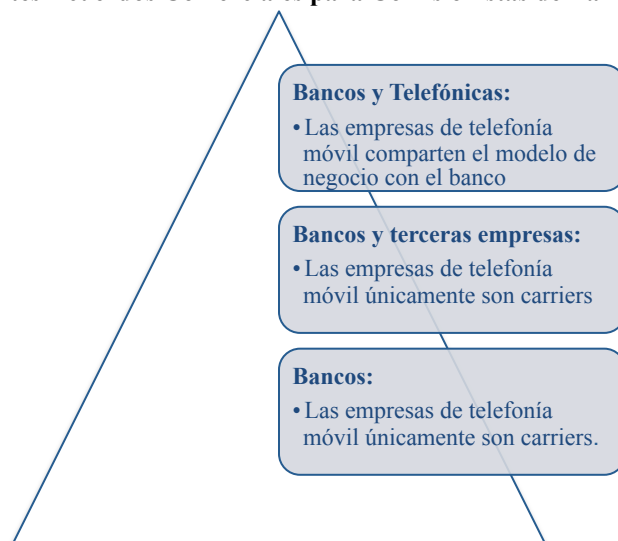 para
Bancos y Telefónicas:
• Las empresas de telefonía
móvil comparten el modelo de
negocio con el banco
Bancos y terceras empresas:
• Las empresas de telefonía
móvil únicamente son carriers
Bancos:
• Las empresas de telefonía
móvil únicamente son carriers.